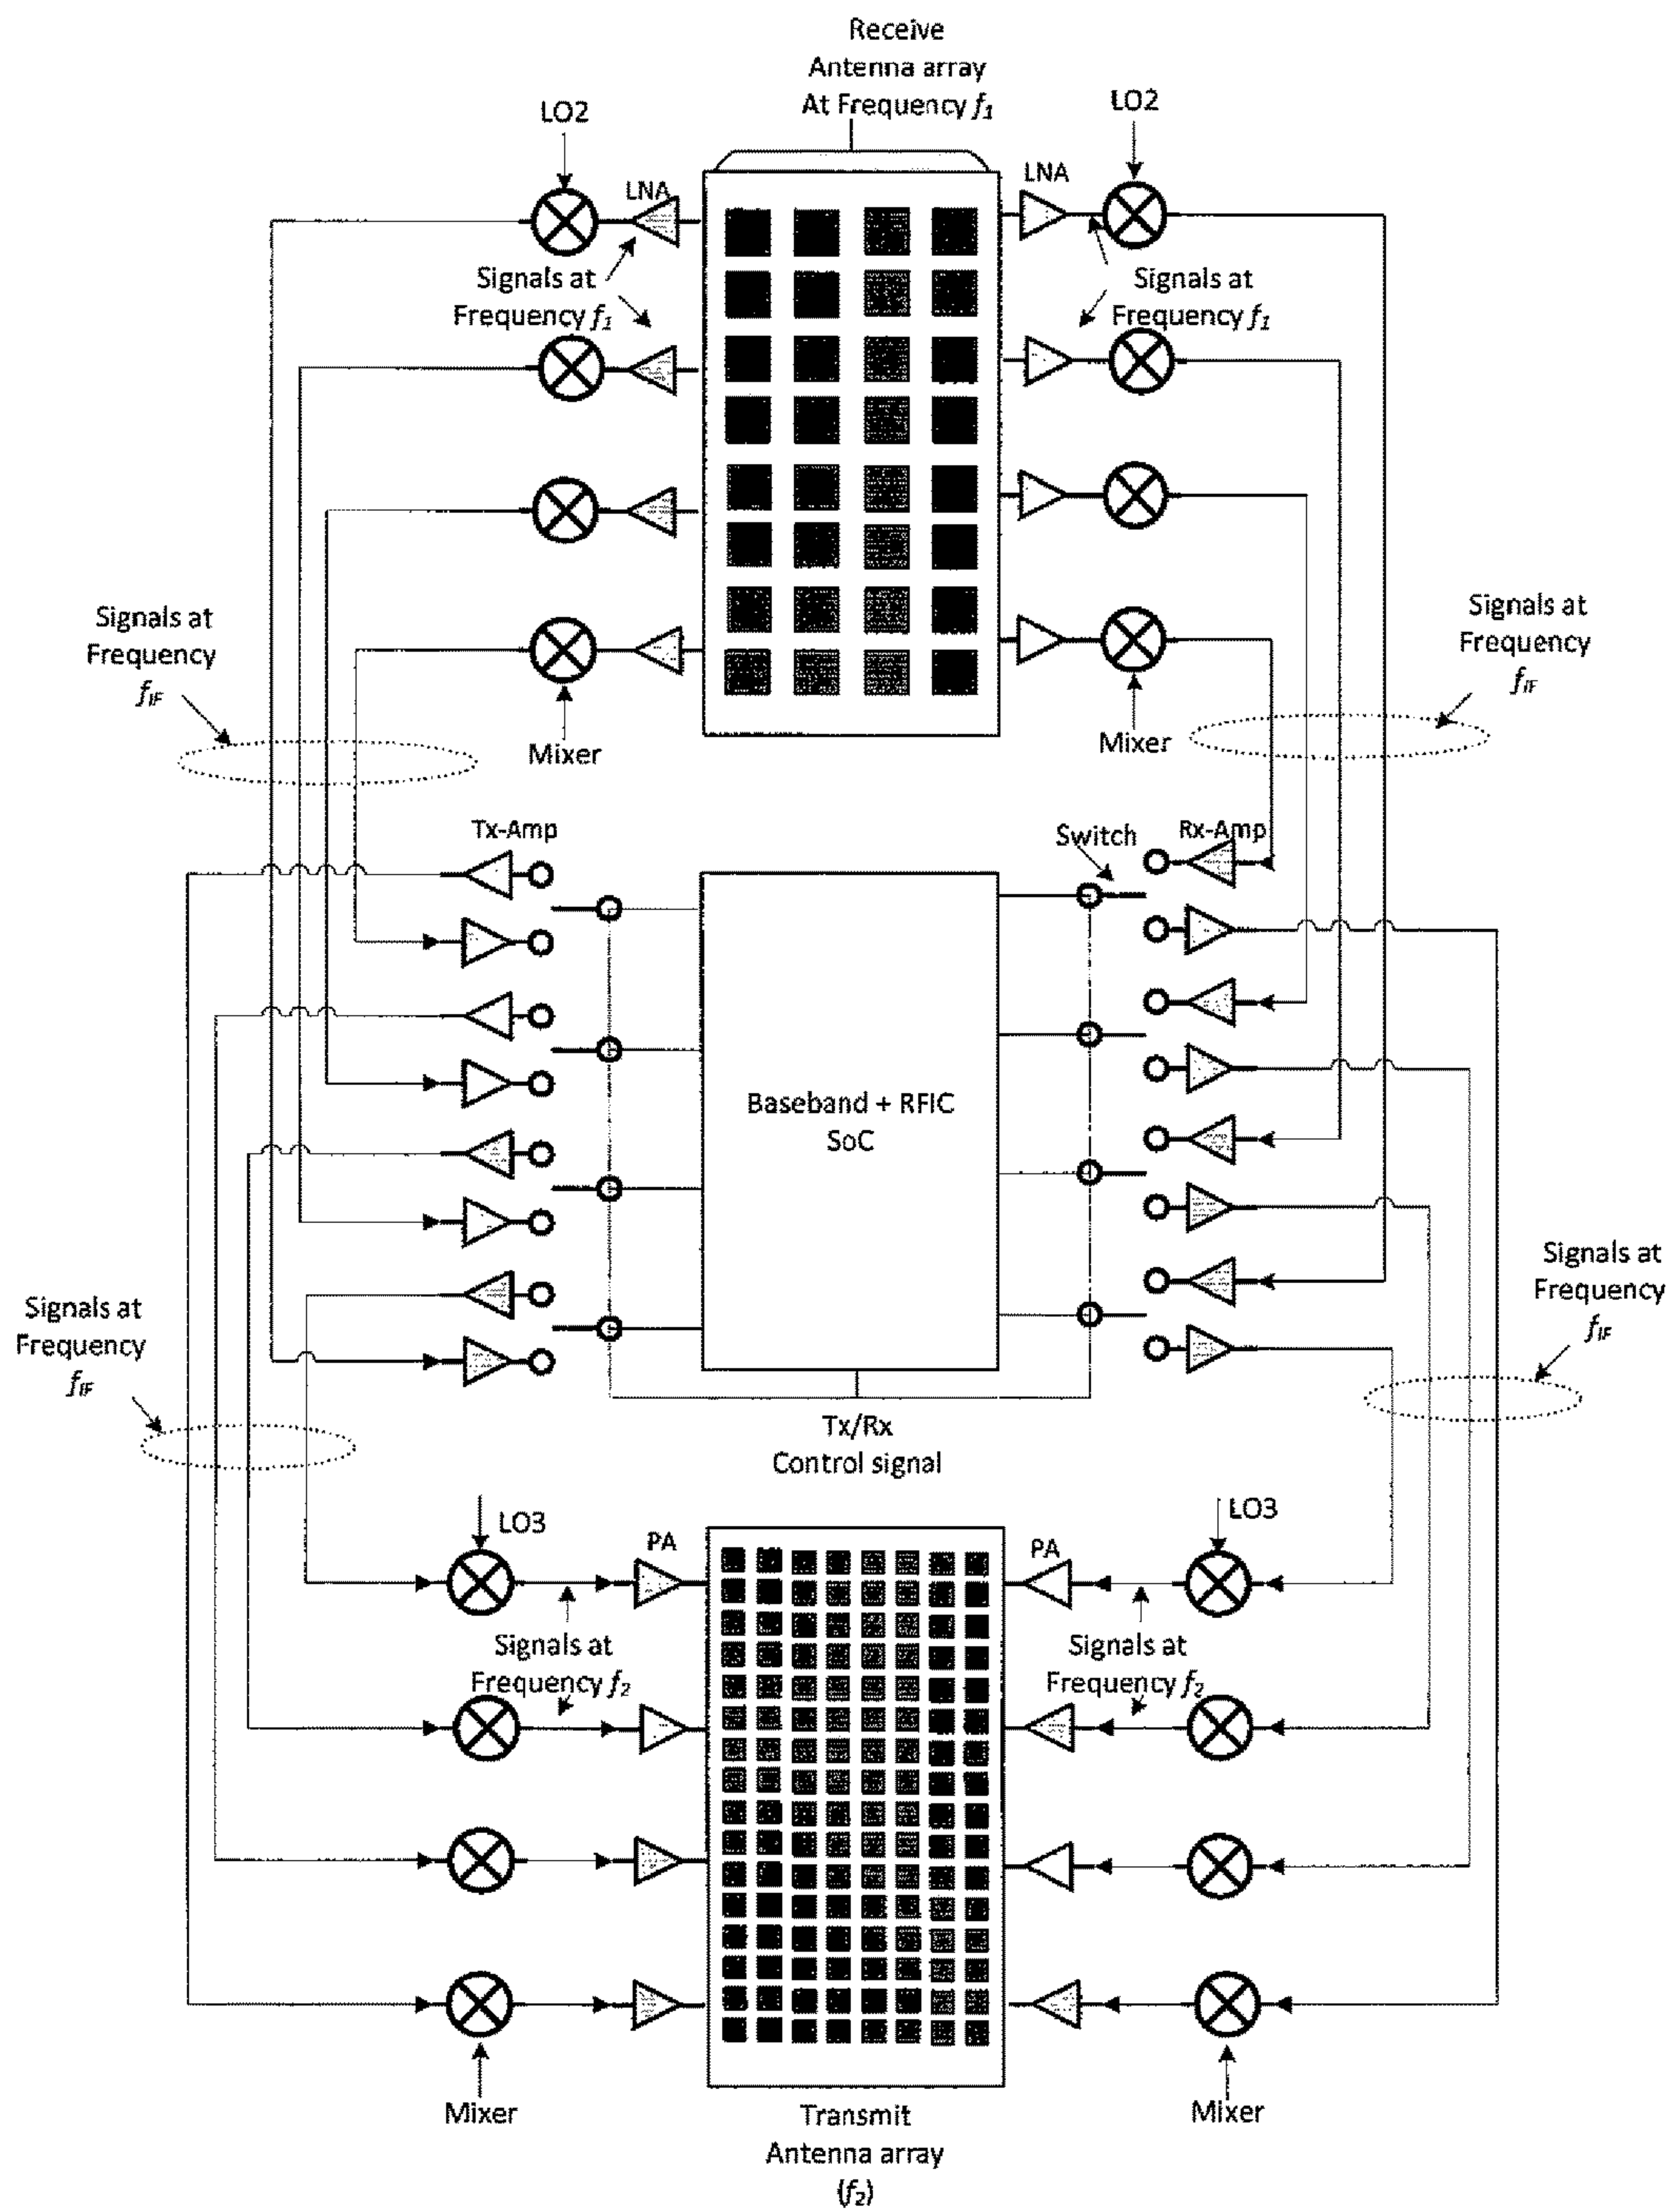 Receive
Antenna array
At Frequency f1
LO2
LO2
LNA
LNA
Signals at
Frequency f1
Signals at
Frequency f1
Signals at
Frequency
fIF
Signals at
Frequency
fIF
Mixer
Mixer
Tx-Amp
Switch
Rx-Amp
Baseband + RFIC
SoC
Signals at
Frequency
fIF
Signals at
Frequency
fIF
Tx/Rx
Control signal
LO3
LO3
PA
PA
Signals at
Frequency f2
Signals at
Frequency f2
Mixer
Mixer
Transmit
Antenna array
(f2)